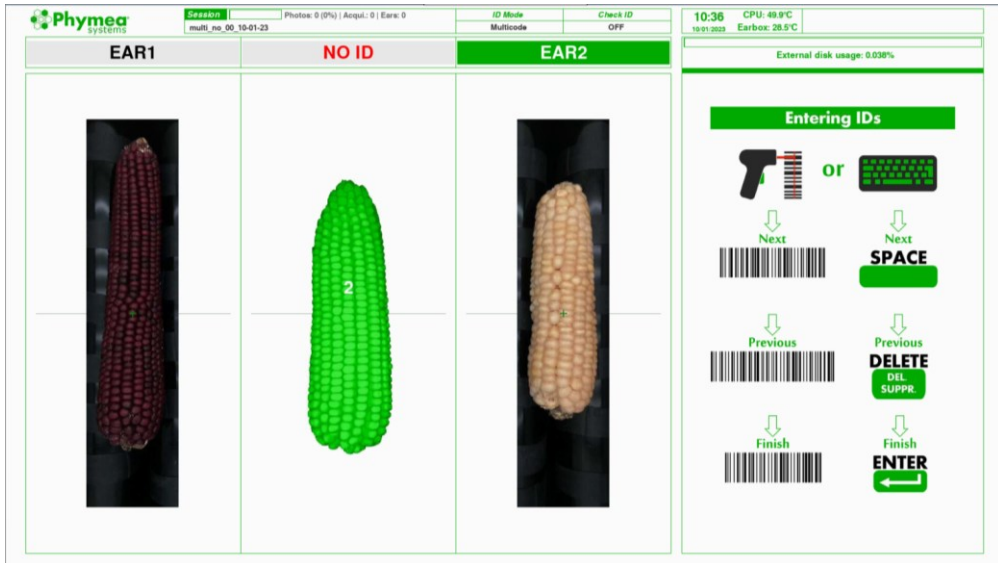 Phymea
systems
Session
Photos: 0 (0%) | Acqui.: 0 | Ears: 0
multi_no_00_10-01-23
ID Mode
Multicode
Check ID
OFF
10:36
10/01/2023
CPU: 49.9°C
Earbox: 28.5°C
External disk usage: 0.038%
EAR1
NO ID
EAR2
2
Entering IDs
or
Next
Next
SPACE
Previous
Previous
DELETE
DEL.
SUPPR.
Finish
Finish
ENTER